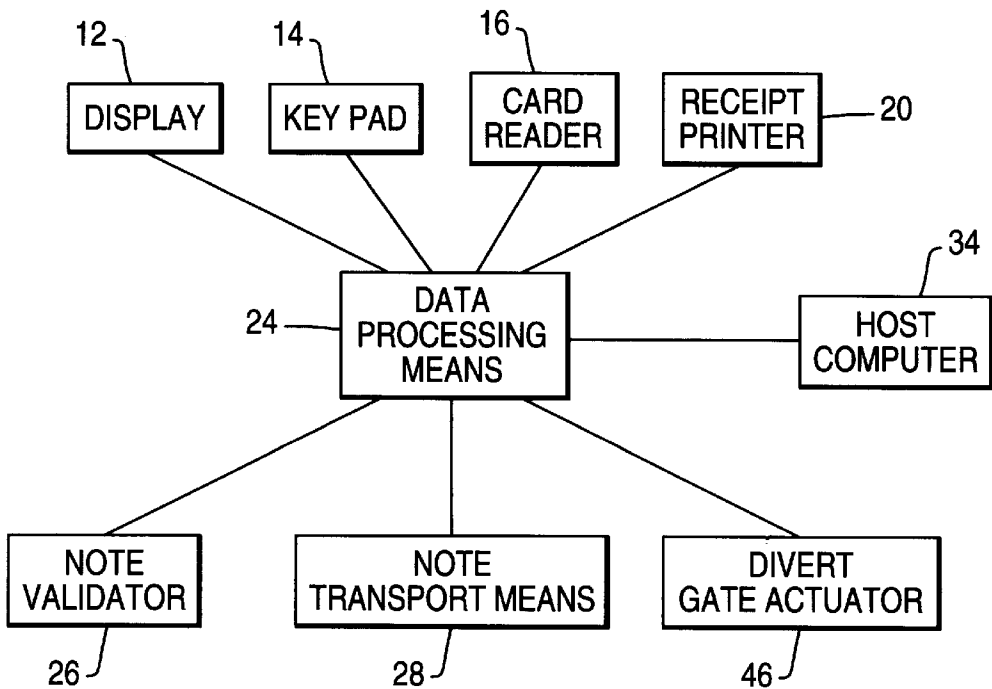 12
14
16
DISPLAY
KEY PAD
CARD
READER
RECEIPT
PRINTER
20
34
24
DATA
PROCESSING
MEANS
HOST
COMPUTER
NOTE
VALIDATOR
NOTE
TRANSPORT MEANS
DIVERT
GATE ACTUATOR
26
28
46